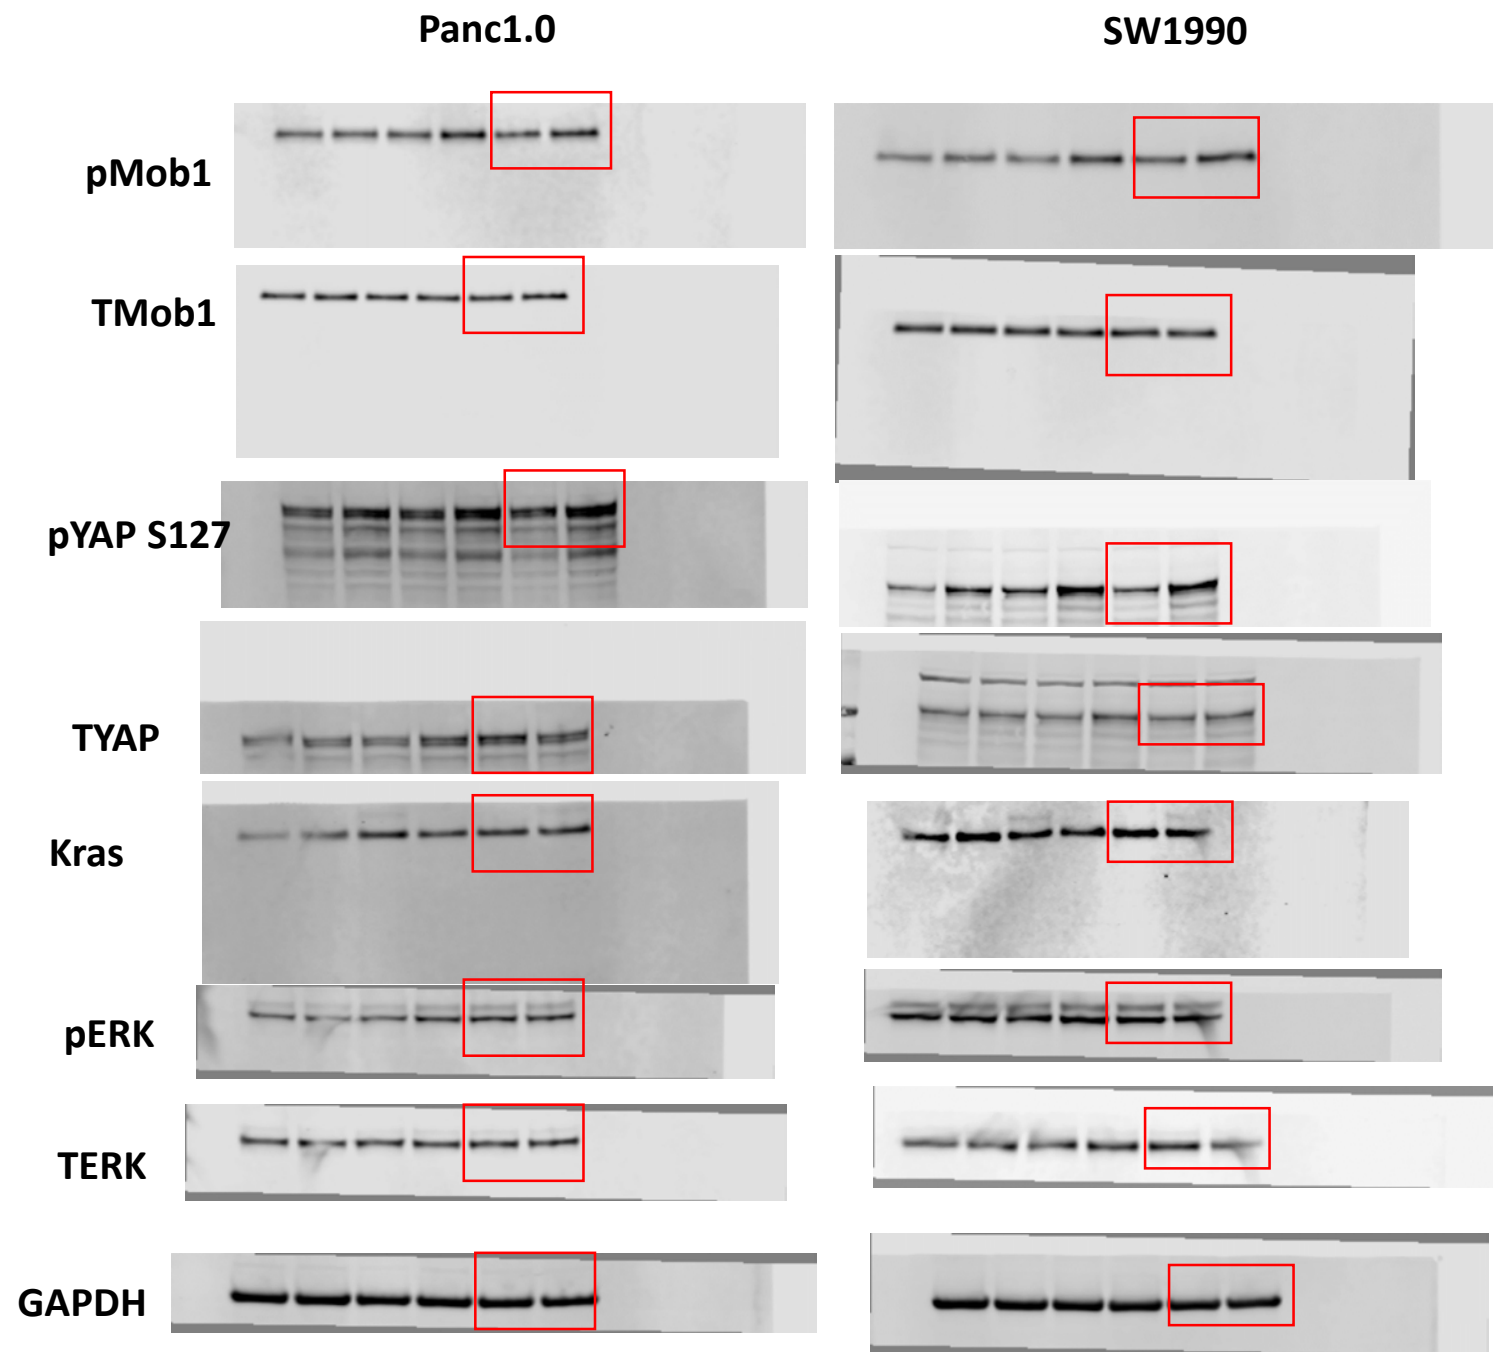 Panc1.0
SW1990
pMob1
TMob1
pYAP S127
TYAP
Kras
pERK
TERK
GAPDH